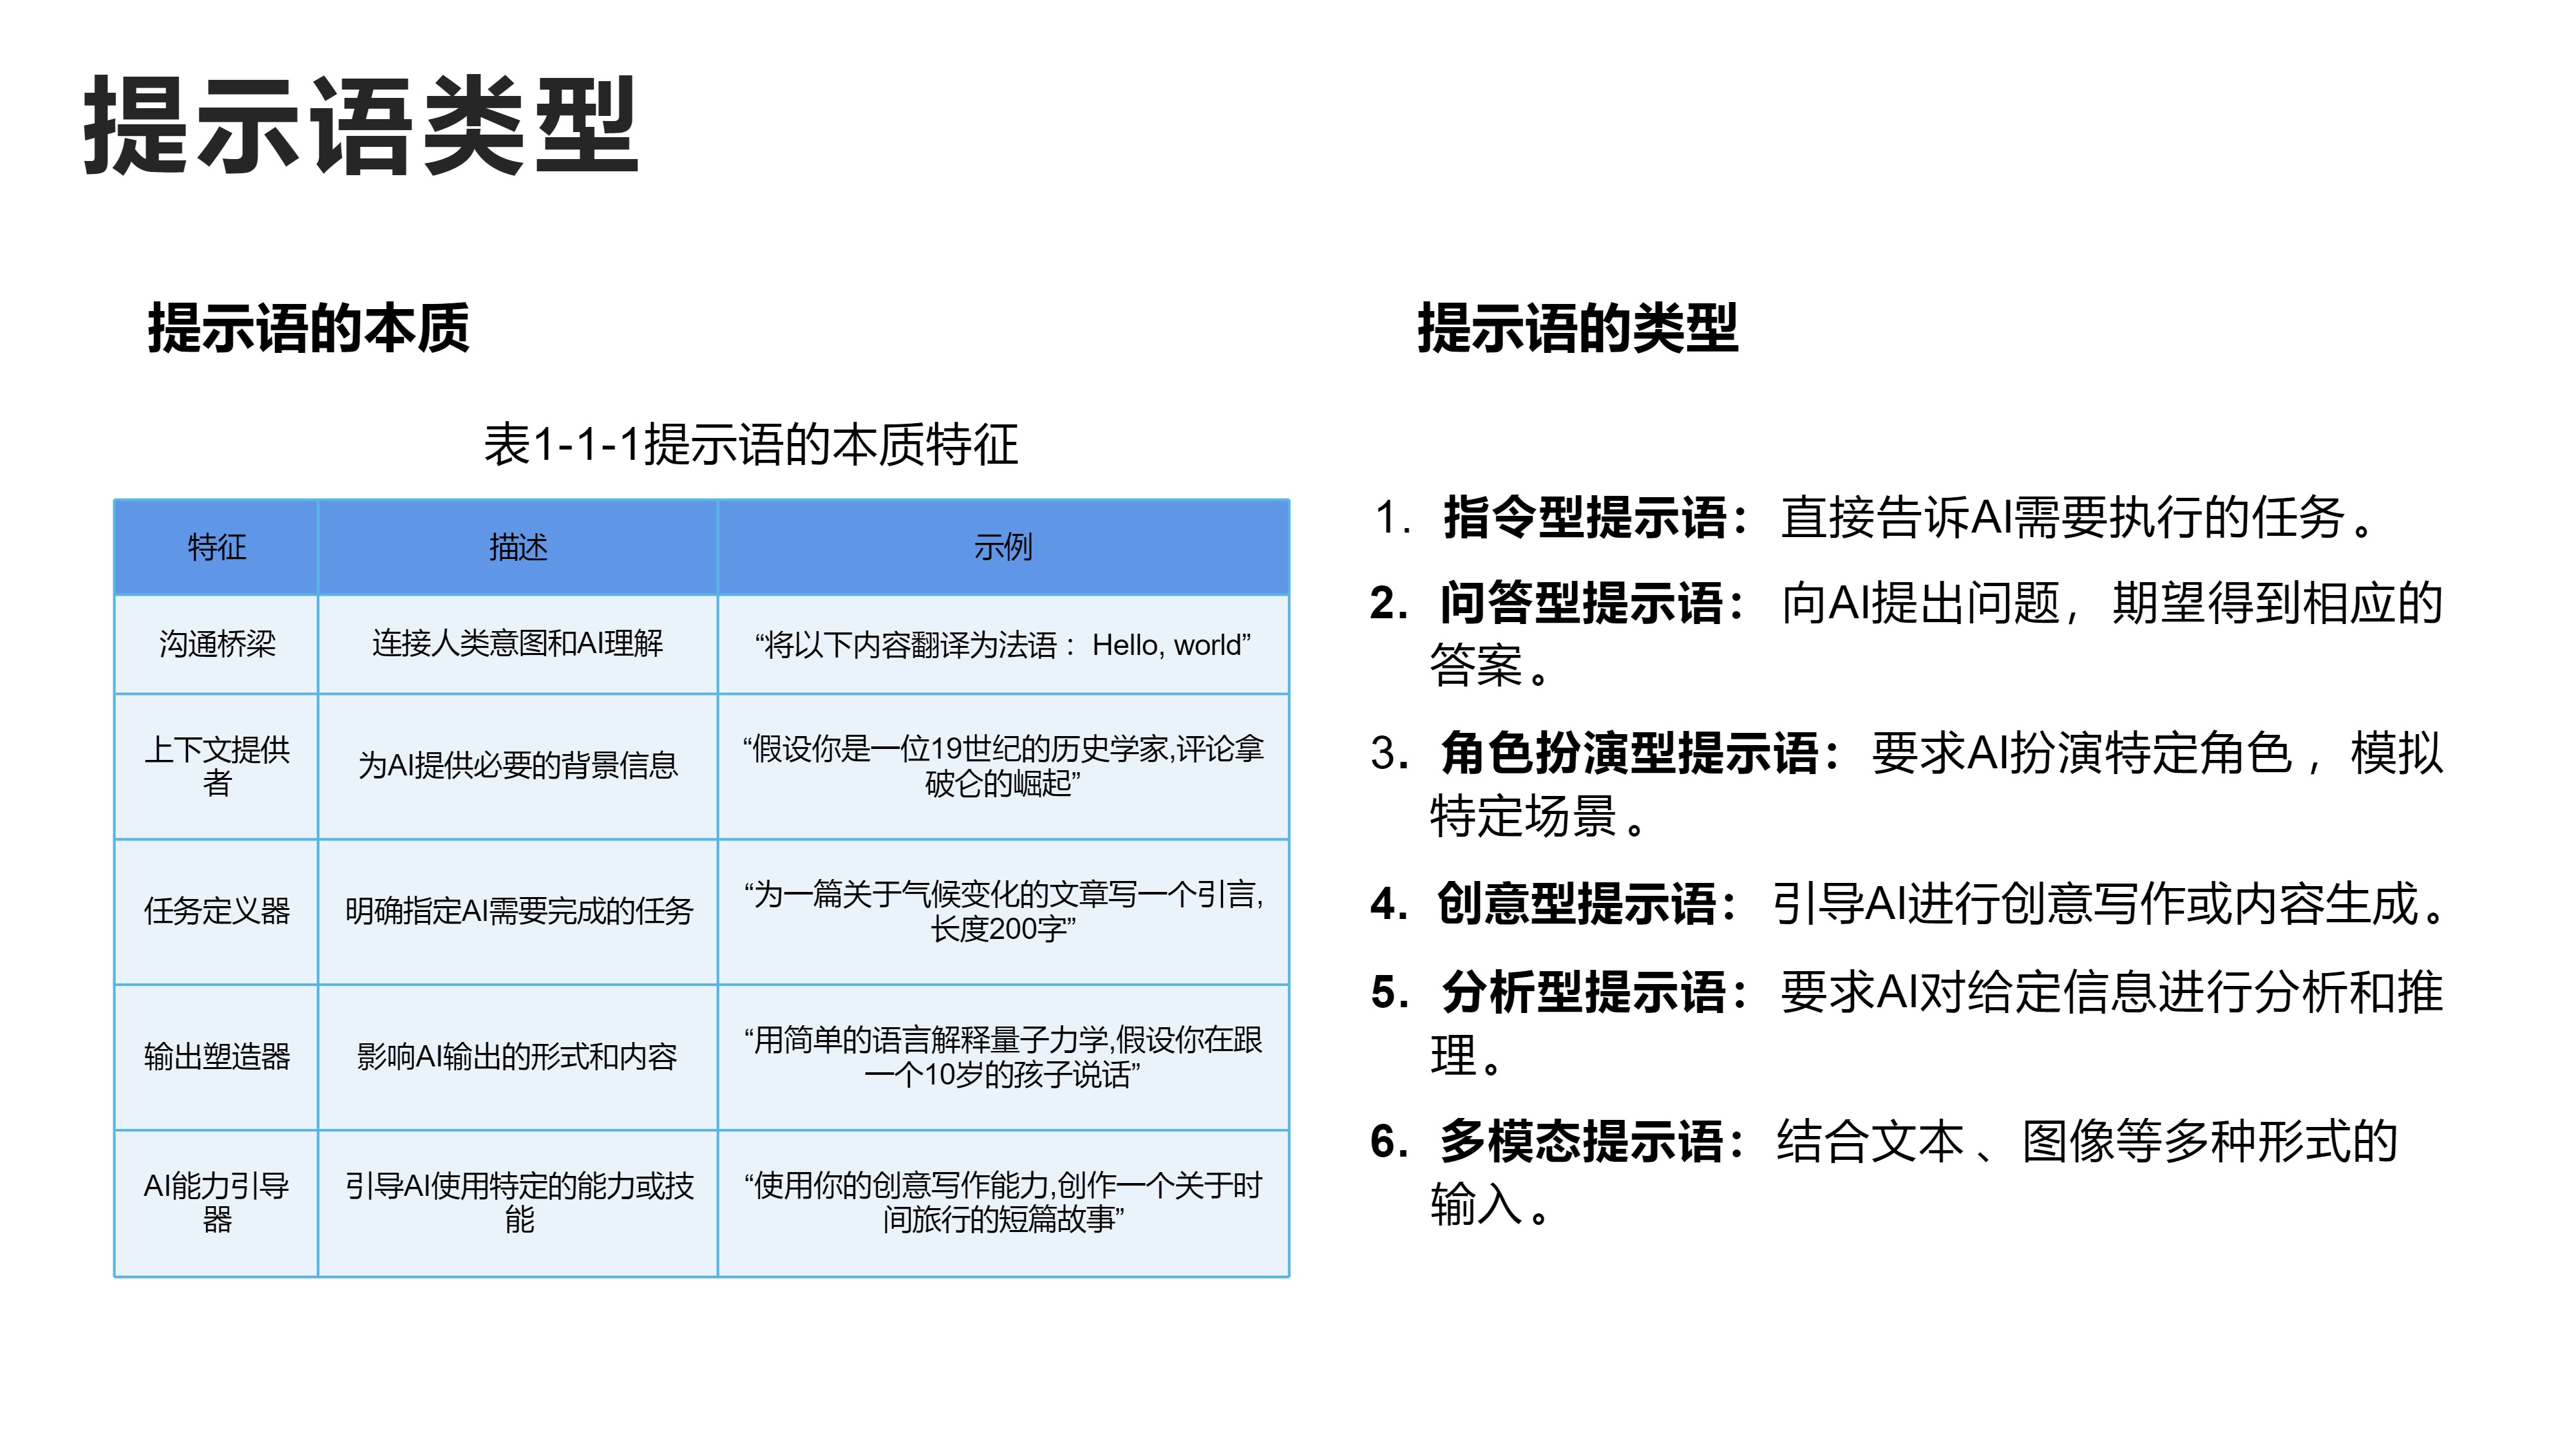 提示语类型
提示语的本质
表1-1-1提示语的本质特征
特征 描述 示例
沟通桥梁 连接人类意图和AI理解 “将以下内容翻译为法语： Hello, world”
上下文提供
者
为AI提供必要的背景信息
“假设你是一位19世纪的历史学家,评论拿
破仑的崛起”
任务定义器 明确指定AI需要完成的任务
“为一篇关于气候变化的文章写一个引言,
长度200字”
输出塑造器 影响AI输出的形式和内容
“用简单的语言解释量子力学,假设你在跟
一个10岁的孩子说话”
AI能力引导
器
引导AI使用特定的能力或技
能
“使用你的创意写作能力,创作一个关于时
间旅行的短篇故事”
提示语的类型
1. 指令型提示语：直接告诉AI需要执行的任务。
2. 问答型提示语：向AI提出问题，期望得到相应的
答案。
3. 角色扮演型提示语：要求AI扮演特定角色，模拟
特定场景。
4. 创意型提示语：引导AI进行创意写作或内容生成。
5. 分析型提示语：要求AI对给定信息进行分析和推
理。
6. 多模态提示语：结合文本、图像等多种形式的
输入。